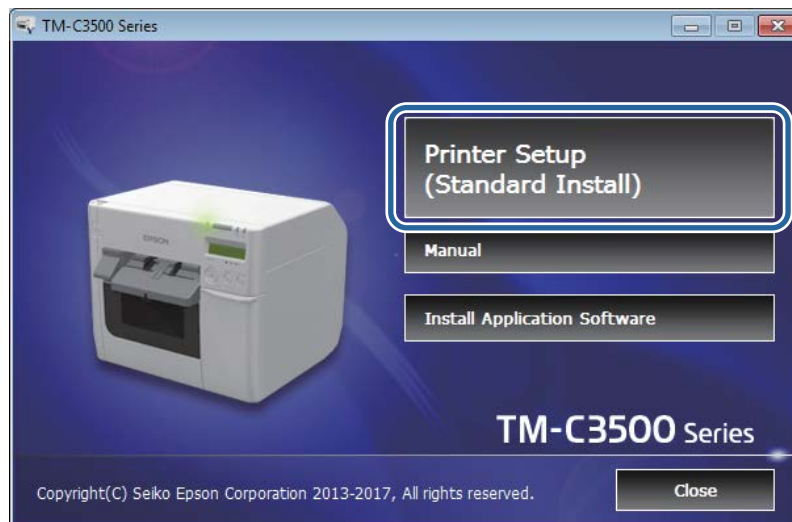 TM-C3500 Series
Printer Setup
(Standard Install)
Manual
Install Application Software
EPSON
TM-C3500 Series
Copyright(C) Seiko Epson Corporation 2013-2017, All rights reserved.
Close